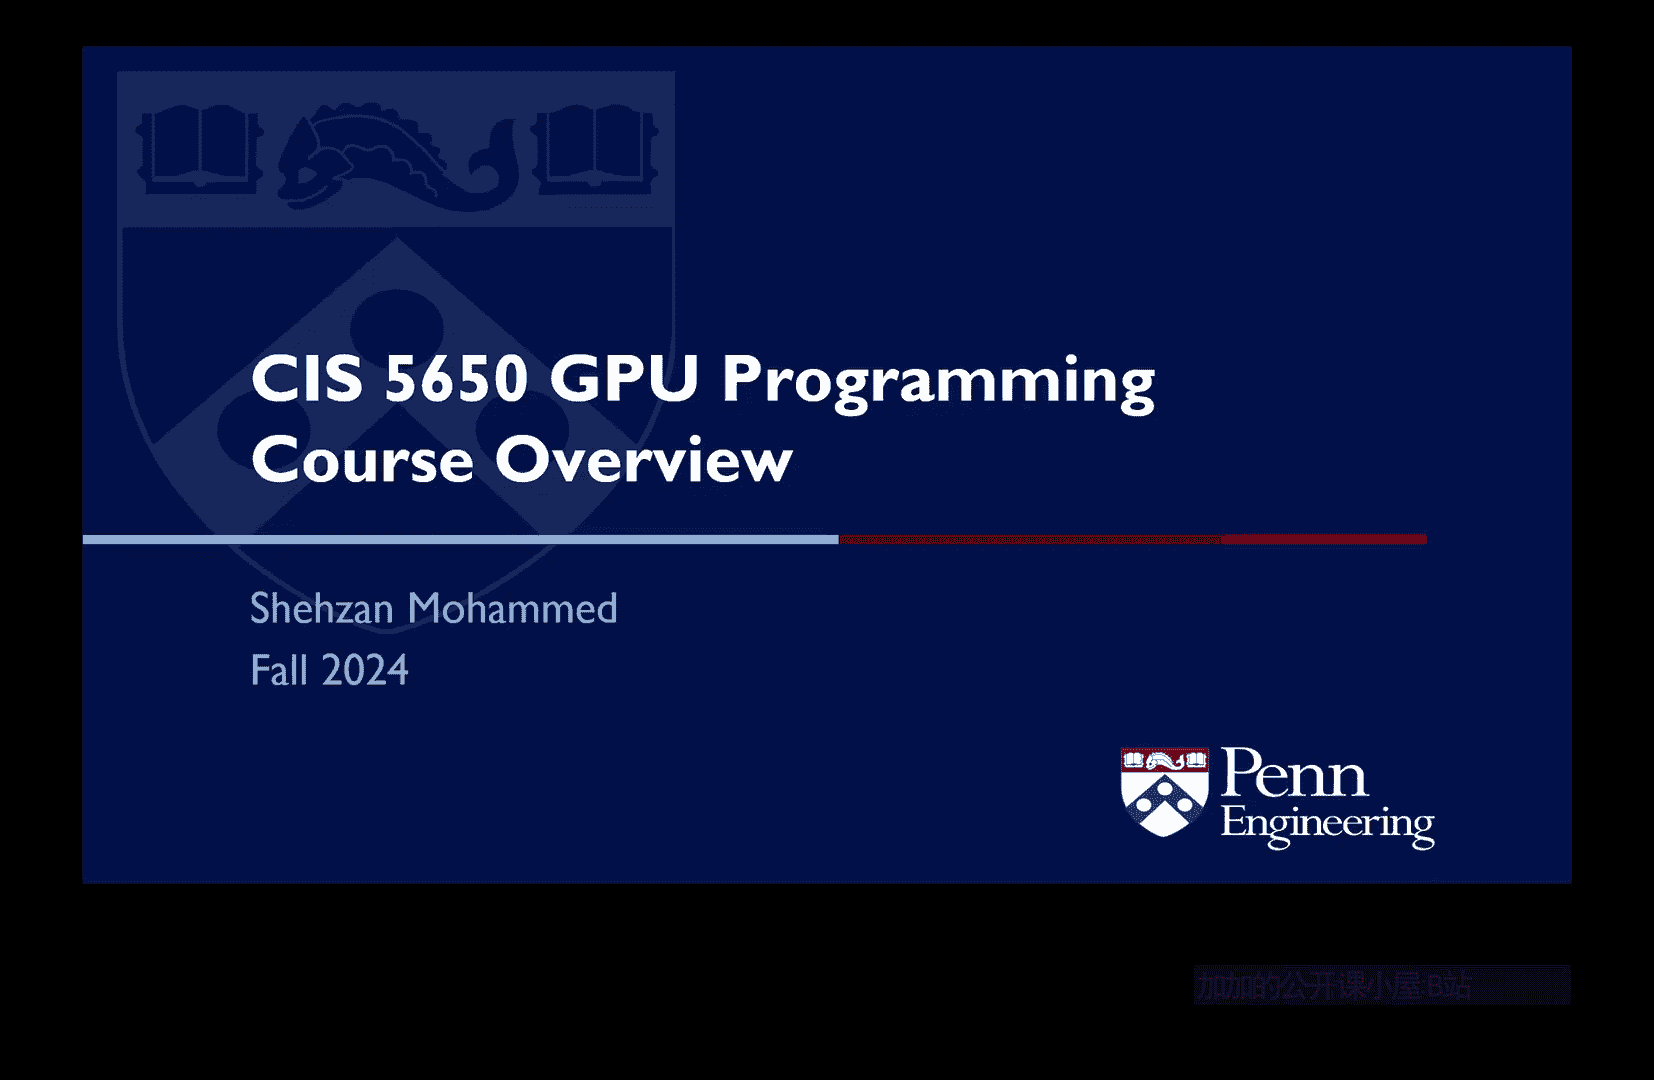 CIS 5650 GPU Programming
Course Overview
Shehzan Mohammed
Fall 2024
Penn
Engineering
加加的公开课小屋:B站